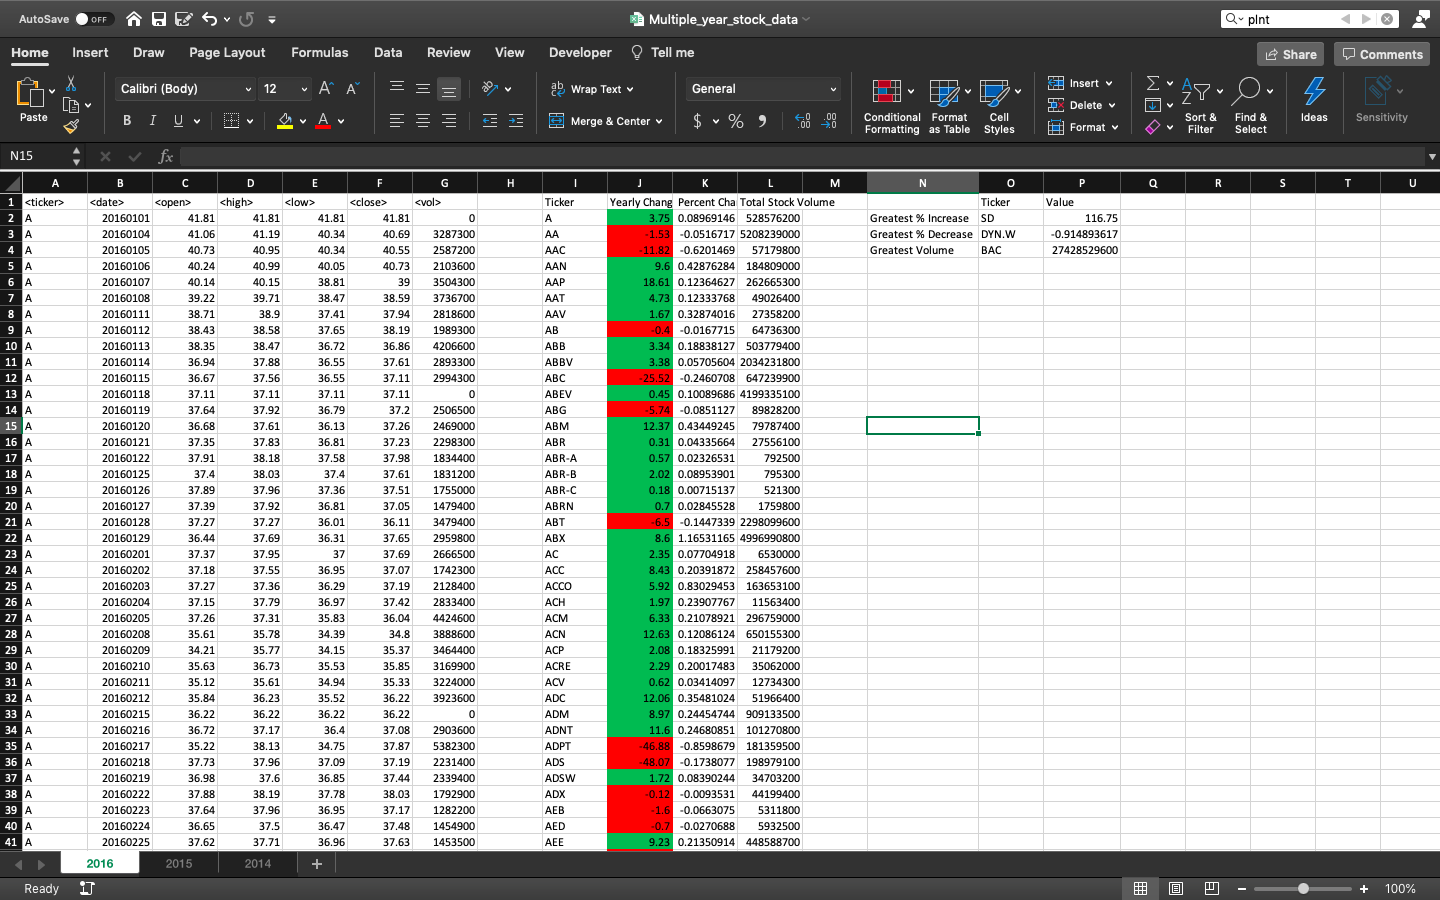 AutoSave OFF Multiple_year_stock_data plnt
Home Insert Draw Page Layout Formulas Data Review View Developer Tell me Share Comments
Paste Calibri (Body) 12 A A Wrap Text General Insert
B I U A Merge & Center $ % Conditional Formatting Format as Table Cell Styles Delete Format Sort & Filter Find & Select Ideas Sensitivity
N15 fx
A B C D E F G H I J K L M N O P Q R S T U
1 <ticker> <date> <open> <high> <low> <close> <vol> Ticker Yearly Chang Percent Cha Total Stock Volume Ticker Value
2 A 20160101 41.81 41.81 41.81 41.81 0 A 3.75 0.08969146 528576200 Greatest % Increase SD 116.75
3 A 20160104 41.06 41.19 40.34 40.69 3287300 AA -1.53 -0.0516717 5208239000 Greatest % Decrease DYN.W -0.914893617
4 A 20160105 40.73 40.95 40.34 40.55 2587200 AAC -11.82 -0.6201469 57179800 Greatest Volume BAC 27428529600
5 A 20160106 40.24 40.99 40.05 40.73 2103600 AAN 9.6 0.42876284 184809000
6 A 20160107 40.14 40.15 38.81 39 3504300 AAP 18.61 0.12364627 262665300
7 A 20160108 39.22 39.71 38.47 38.59 3736700 AAT 4.73 0.12333768 49026400
8 A 20160111 38.71 38.9 37.41 37.94 2818600 AAV 1.67 0.32874016 27358200
9 A 20160112 38.43 38.58 37.65 38.19 1989300 AB -0.4 -0.0167715 64736300
10 A 20160113 38.35 38.47 36.72 36.86 4206600 ABB 3.34 0.18838127 503779400
11 A 20160114 36.94 37.88 36.55 37.61 2893300 ABBV 3.38 0.05705604 2034231800
12 A 20160115 36.67 37.56 36.55 37.11 2994300 ABC -25.52 -0.2460708 647239900
13 A 20160118 37.11 37.11 37.11 37.11 0 ABEV 0.45 0.10089686 4199335100
14 A 20160119 37.64 37.92 36.79 37.2 2506500 ABG -5.74 -0.0851127 89828200
15 A 20160120 36.68 37.61 36.13 37.26 2469000 ABM 12.37 0.43449245 79787400
16 A 20160121 37.35 37.83 36.81 37.23 2298300 ABR 0.31 0.04335664 27556100
17 A 20160122 37.91 38.18 37.58 37.98 1834400 ABR-A 0.57 0.02326531 792500
18 A 20160125 37.4 38.03 37.4 37.61 1831200 ABR-B 2.02 0.08953901 795300
19 A 20160126 37.89 37.96 37.36 37.51 1755000 ABR-C 0.18 0.00715137 521300
20 A 20160127 37.39 37.92 36.81 37.05 1479400 ABRN 0.7 0.02845528 1759800
21 A 20160128 37.27 37.27 36.01 36.11 3479400 ABT -6.5 -0.1447339 2298099600
22 A 20160129 36.44 37.69 36.31 37.65 2959800 ABX 8.6 1.16531165 4996990800
23 A 20160201 37.37 37.95 37 37.69 2666500 AC 2.35 0.07704918 6530000
24 A 20160202 37.18 37.55 36.95 37.07 1742300 ACC 8.43 0.20391872 258457600
25 A 20160203 37.27 37.36 36.29 37.19 2128400 ACCO 5.92 0.83029453 163653100
26 A 20160204 37.15 37.79 36.97 37.42 2833400 ACH 1.97 0.23907767 11563400
27 A 20160205 37.26 37.31 35.83 36.04 4424600 ACM 6.33 0.21078921 296759000
28 A 20160208 35.61 35.78 34.39 34.8 3888600 ACN 12.63 0.12086124 650155300
29 A 20160209 34.21 35.77 34.15 35.37 3464400 ACP 2.08 0.18325991 21179200
30 A 20160210 35.63 36.73 35.53 35.85 3169900 ACRE 2.29 0.20017483 35062000
31 A 20160211 35.12 35.61 34.94 35.33 3224000 ACV 0.62 0.03414097 12734300
32 A 20160212 35.84 36.23 35.52 36.22 3923600 ADC 12.06 0.35481024 51966400
33 A 20160215 36.22 36.22 36.22 36.22 0 ADM 8.97 0.24454744 909133500
34 A 20160216 36.72 37.17 36.4 37.08 2903600 ADNT 11.6 0.24680851 101270800
35 A 20160217 35.22 38.13 34.75 37.87 5382300 ADPT -46.88 -0.8598679 181359500
36 A 20160218 37.73 37.96 37.09 37.19 2231400 ADS -48.07 -0.1738077 198979100
37 A 20160219 36.98 37.6 36.85 37.44 2339400 ADSW 1.72 0.08390244 34703200
38 A 20160222 37.88 38.19 37.78 38.03 1792900 ADX -0.12 -0.0093531 44199400
39 A 20160223 37.64 37.96 36.95 37.17 1282200 AEB -1.6 -0.0663075 5311800
40 A 20160224 36.65 37.5 36.47 37.48 1454900 AED -0.7 -0.0270688 5932500
41 A 20160225 37.62 37.71 36.96 37.63 1453500 AEE 9.23 0.21350914 448588700
2016 2015 2014 +
Ready 100%